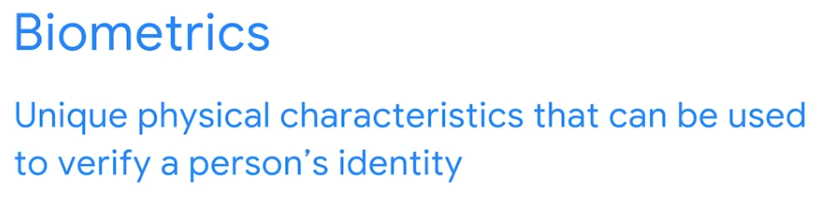 Biometrics
Unique physical characteristics that can be used
to verify a person’s identity